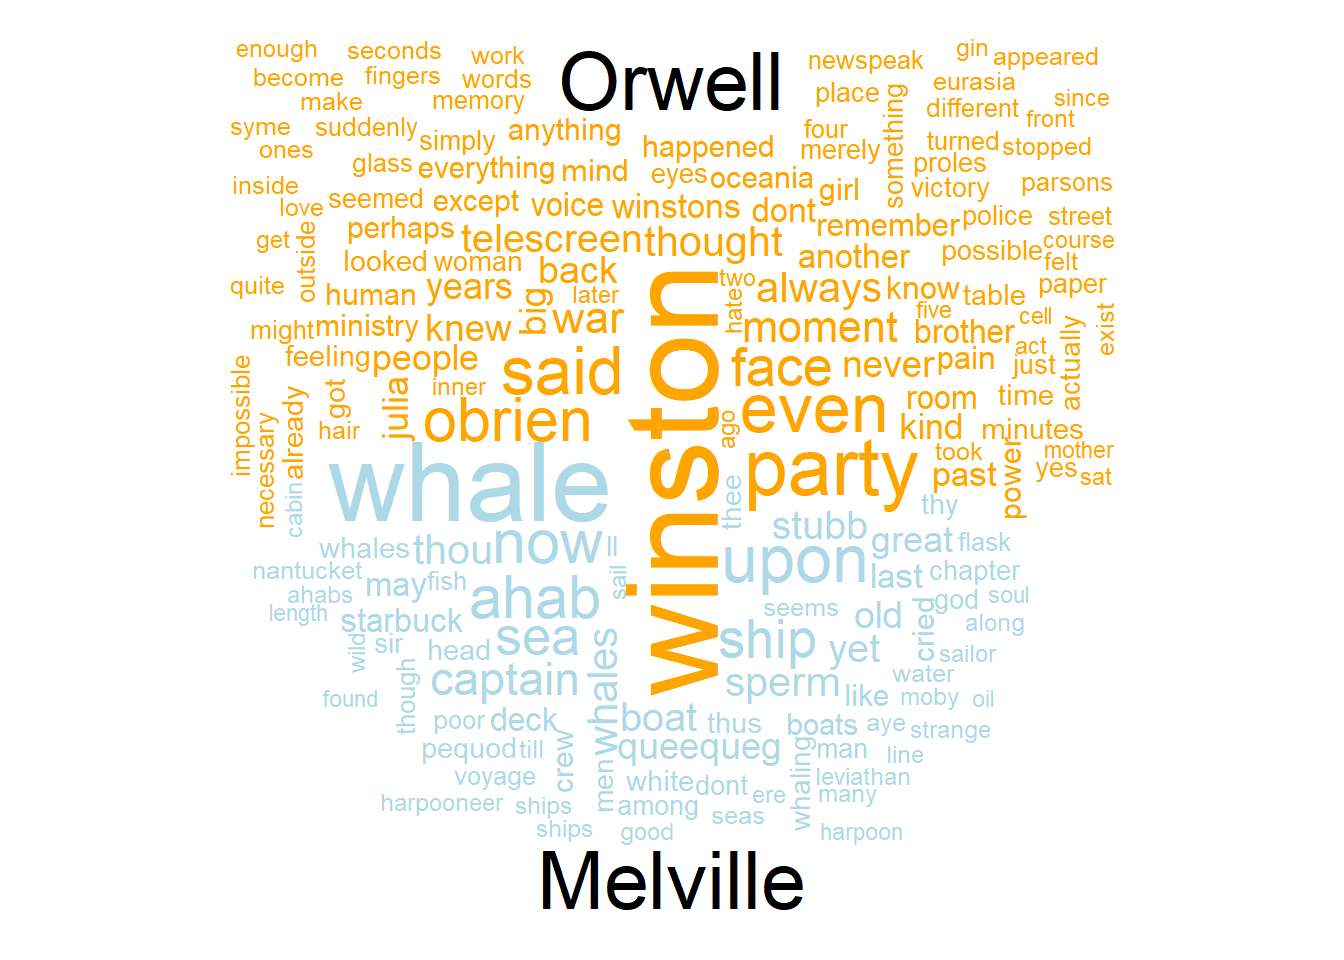 enough seconds work Orwell newspeak gin appeared
become fingers words place eurasia since
make memory something different front
syme suddenly simply anything happened four turned stopped
ones glass everything mind eyes oceania merely proles
inside seemed except voice winstons dont girl victory parsons
love perhaps telescreen thought remember police street
get outside looked woman back another possible course
quite human years big later two always know table felt paper
might ministry knew war hate moment five brother cell exist
feeling people said winston face never pain act just actually
impossible already got julia inner even room time
necessary hair obrien ago party kind minutes
took past power yes mother sat
cabin whale thee thy
whales thou now ll stubb great flask
nantucket may fish sail upon last chapter
ahabs ahab seems old god soul
length starbuck sea ship cried along
wild sir head whales yet sailor
found though captain sperm like water moby oil
poor deck boat thus boats aye strange
pequod till crew queequeg whaling man line
voyage men white dont ere leviathan many
harpooneer ships among seas harpoon
ships good
Melville